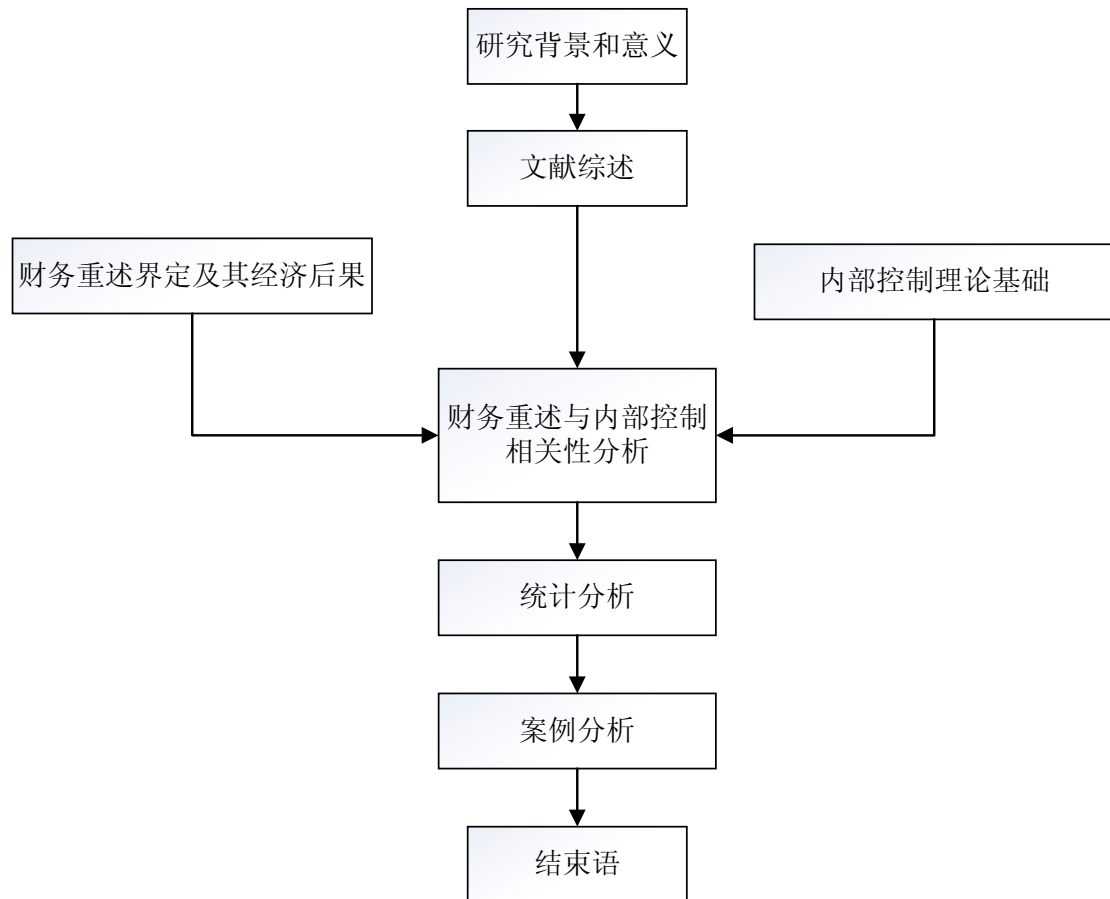 研究背景和意义
文献综述
财务重述界定及其经济后果
内部控制理论基础
财务重述与内部控制
相关性分析
统计分析
案例分析
结束语